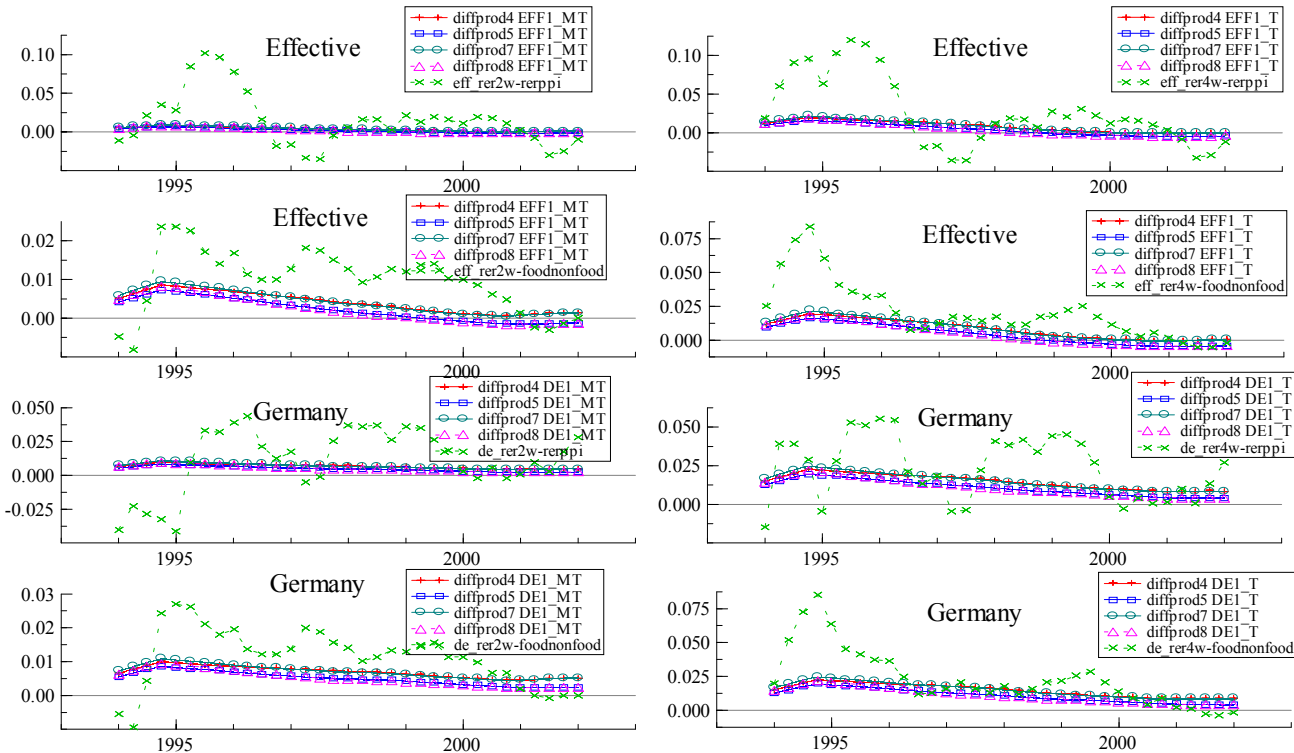 Effective
diffprod4 EFF1_MT
diffprod5 EFF1_MT
diffprod7 EFF1_MT
diffprod8 EFF1_MT
eff_rer2w-rerppi
0.10
0.05
0.00
1995
2000
Effective
diffprod4 EFF1_T
diffprod5 EFF1_T
diffprod7 EFF1_T
diffprod8 EFF1_T
eff_rer4w-rerppi
0.10
0.05
0.00
1995
2000
Effective
diffprod4 EFF1_MT
diffprod5 EFF1_MT
diffprod7 EFF1_MT
diffprod8 EFF1_MT
eff_rer2w-foodnonfood
0.02
0.01
0.00
1995
2000
Effective
diffprod4 EFF1_T
diffprod5 EFF1_T
diffprod7 EFF1_T
diffprod8 EFF1_T
eff_rer4w-foodnonfood
0.075
0.050
0.025
0.000
1995
2000
Germany
diffprod4 DE1_MT
diffprod5 DE1_MT
diffprod7 DE1_MT
diffprod8 DE1_MT
de_rer2w-rerppi
0.050
0.025
0.000
-0.025
1995
2000
Germany
diffprod4 DE1_T
diffprod5 DE1_T
diffprod7 DE1_T
diffprod8 DE1_T
de_rer4w-rerppi
0.050
0.025
0.000
1995
2000
Germany
diffprod4 DE1_MT
diffprod5 DE1_MT
diffprod7 DE1_MT
diffprod8 DE1_MT
de_rer2w-foodnonfood
0.03
0.02
0.01
0.00
1995
2000
Germany
diffprod4 DE1_T
diffprod5 DE1_T
diffprod7 DE1_T
diffprod8 DE1_T
de_rer4w-foodnonfood
0.075
0.050
0.025
0.000
1995
2000